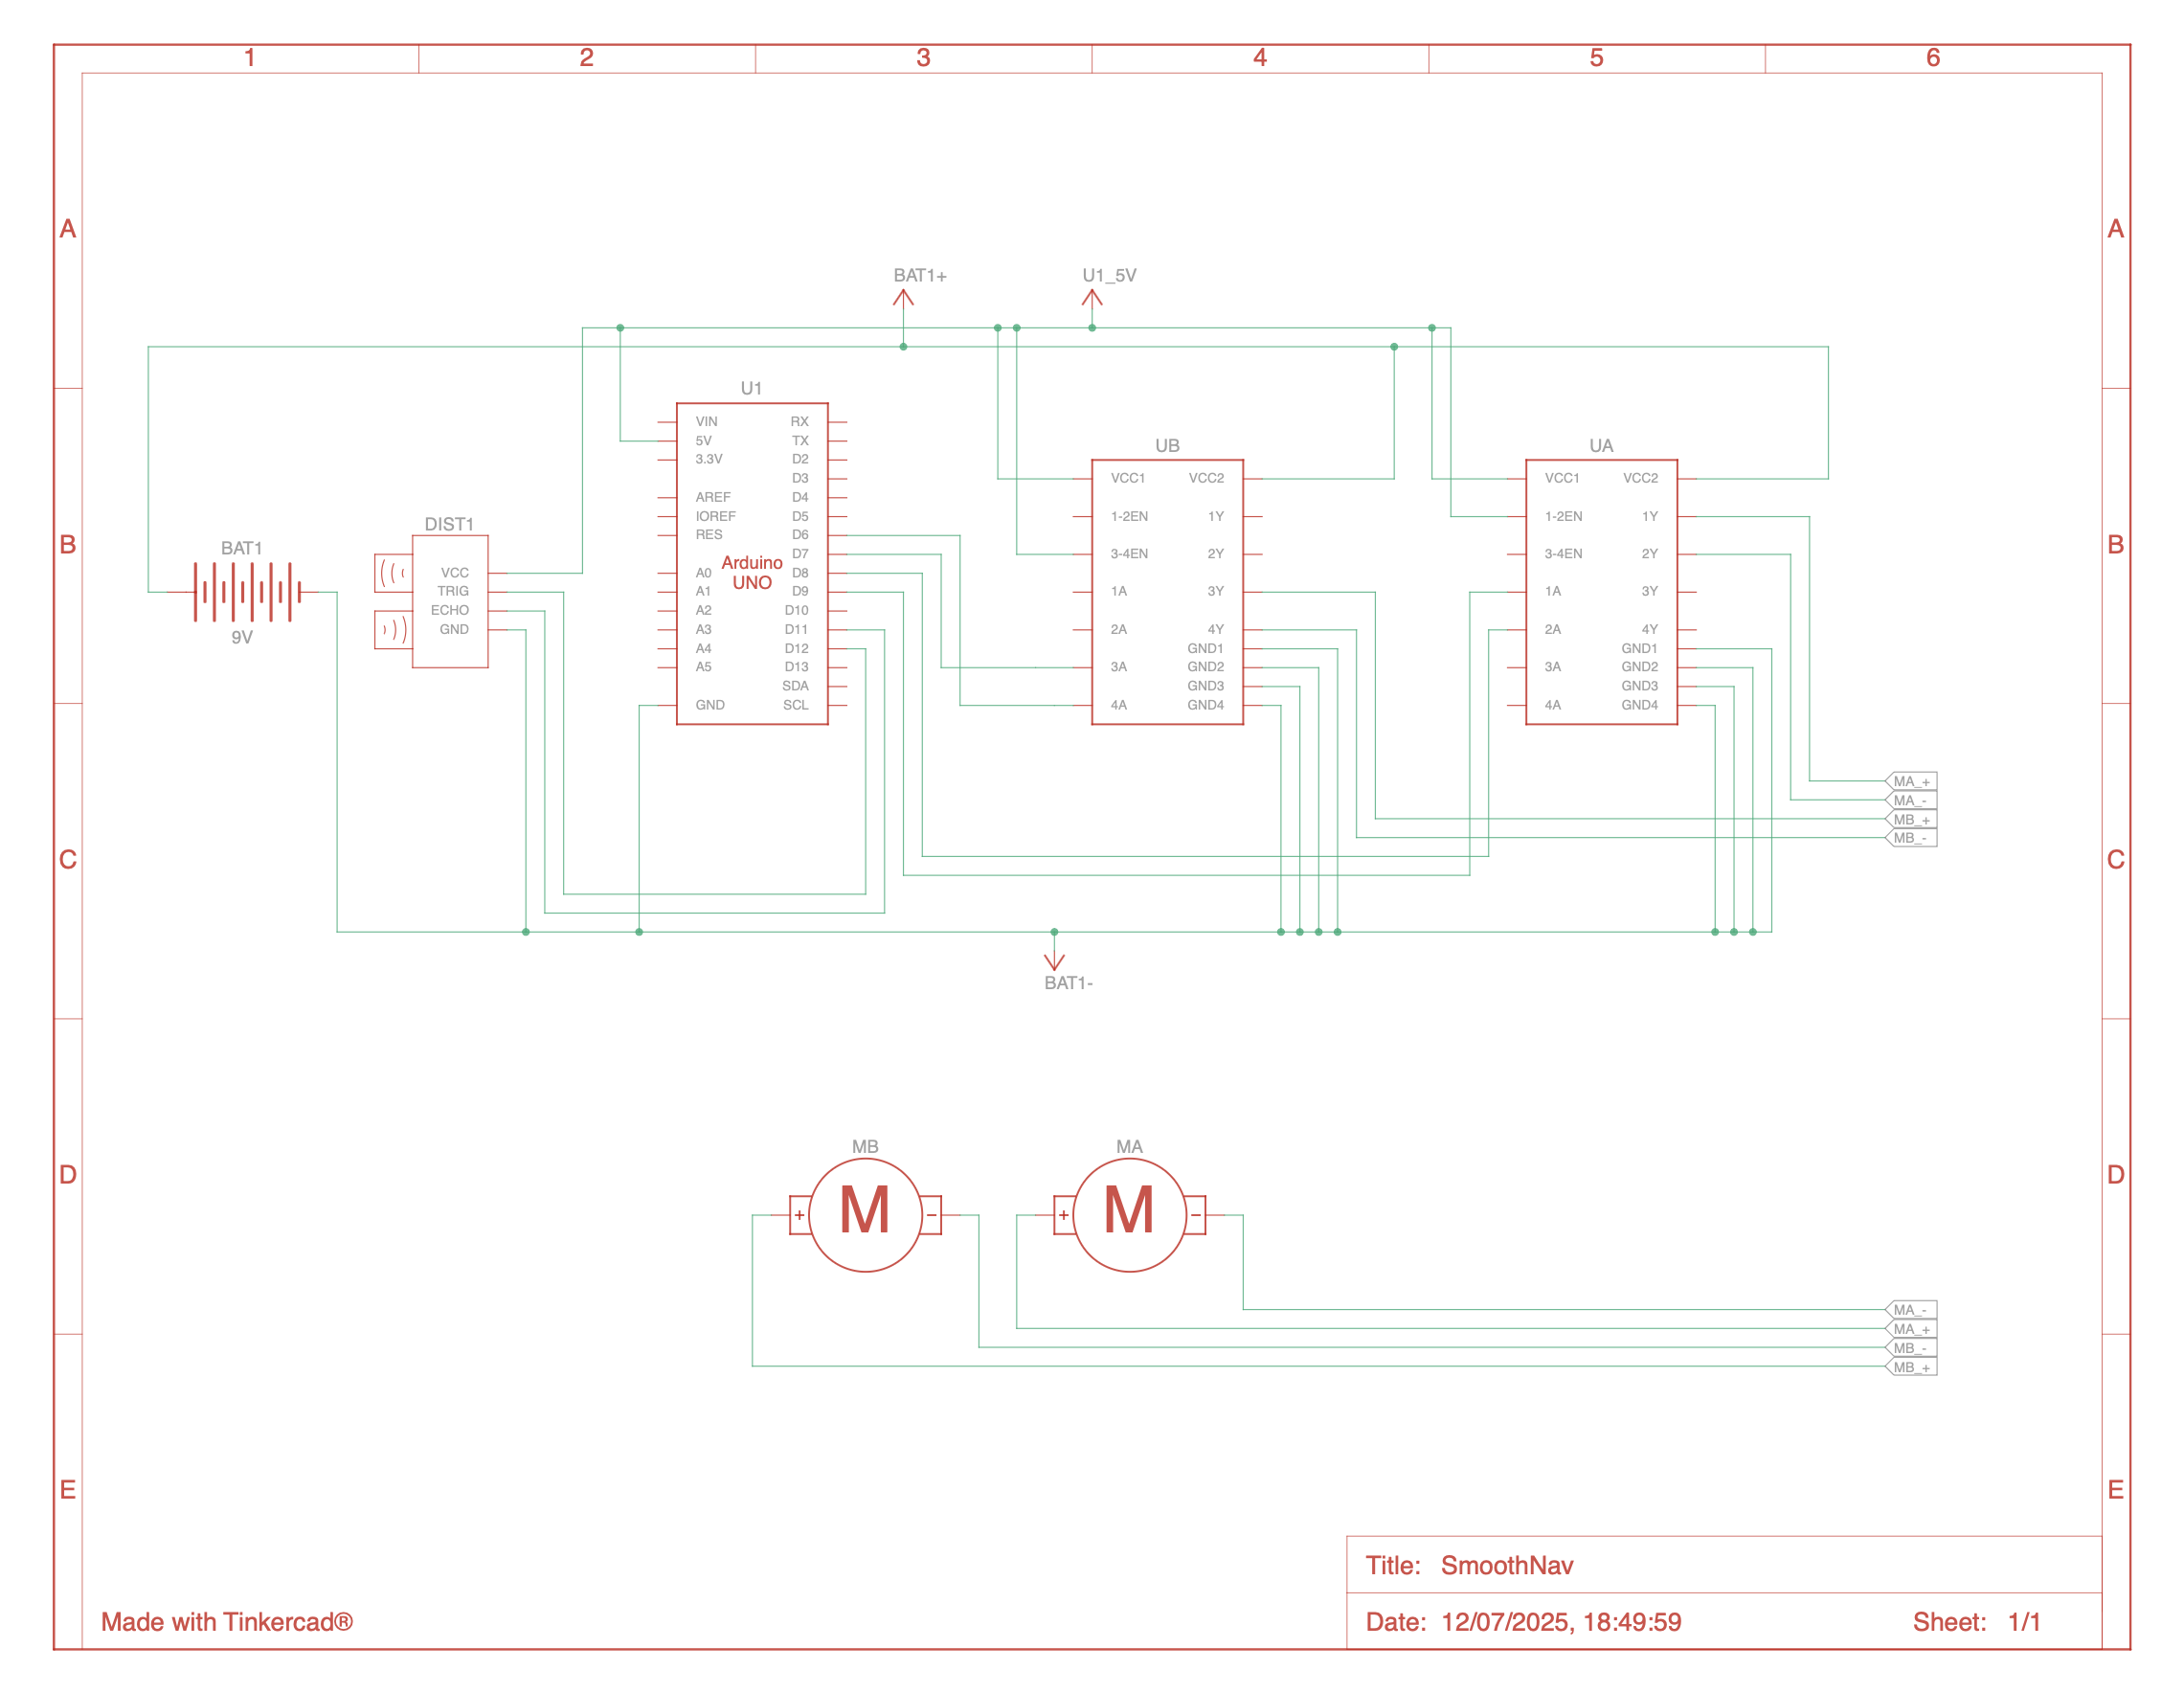 1 2 3 4 5 6
A A
BAT1+ U1_5V
U1
VIN RX
5V TX
3.3V D2
D3
AREF D4
IOREF D5
RES D6
D7
A0 D8
A1 D9
A2 D10
A3 D11
A4 D12
A5 D13
SDA
GND SCL
Arduino
UNO
UB
VCC1 VCC2
1-2EN 1Y
3-4EN 2Y
1A 3Y
2A 4Y
GND1
3A GND2
GND3
4A GND4
UA
VCC1 VCC2
1-2EN 1Y
3-4EN 2Y
1A 3Y
2A 4Y
GND1
3A GND2
GND3
4A GND4
B B
DIST1
VCC
TRIG
ECHO
GND
BAT1
9V
MA_+
MA_-
MB_+
MB_-
C C
BAT1-
MB MA
D D
+ M - + M -
MA_-
MA_+
MB_-
MB_+
E E
Title: SmoothNav
Made with Tinkercad®
Date: 12/07/2025, 18:49:59 Sheet: 1/1